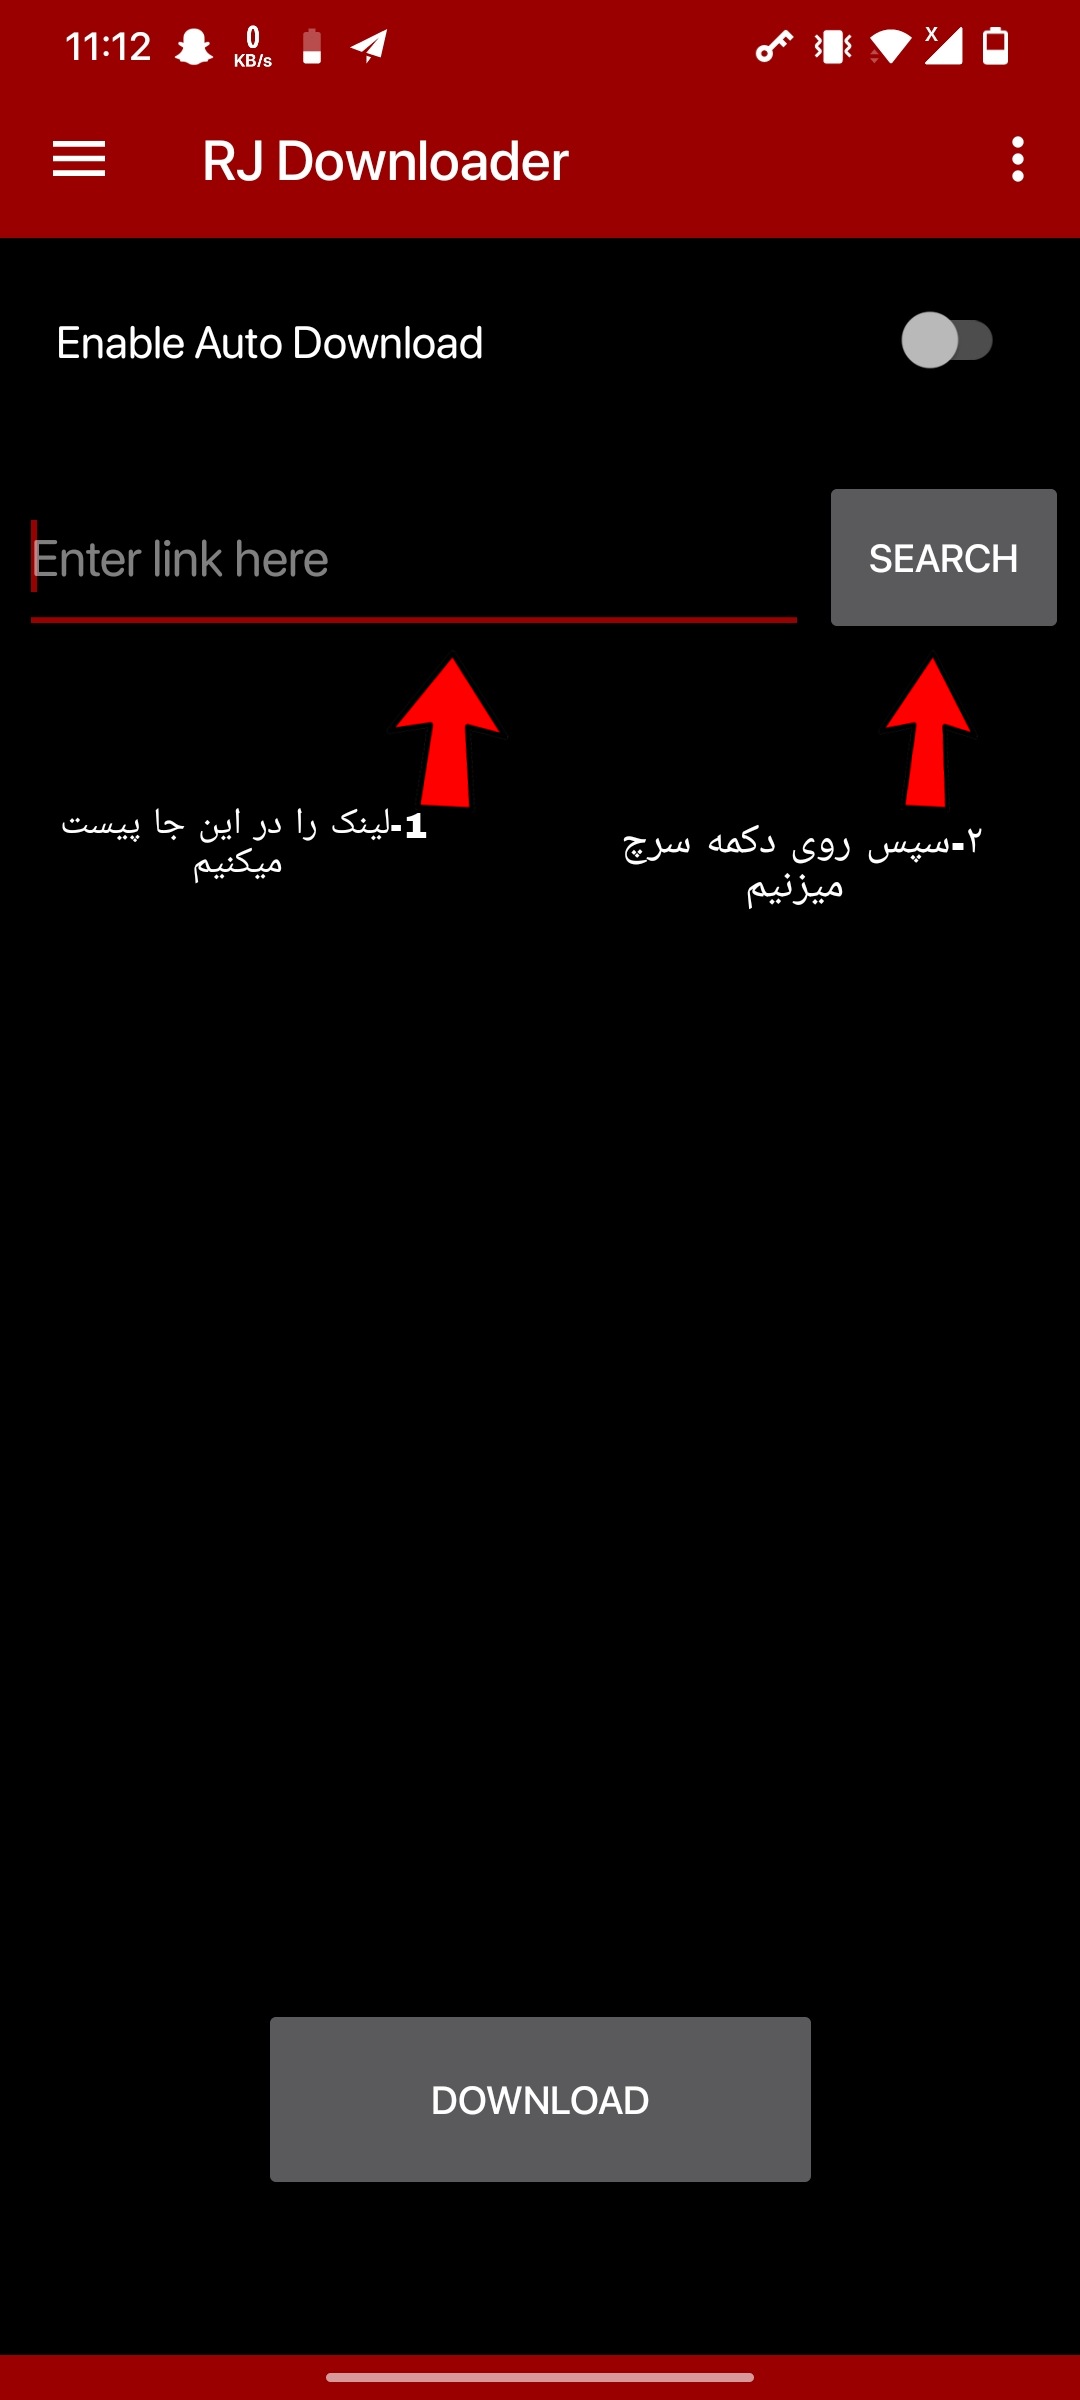 11:12
0
KB/s
X
RJ Downloader
Enable Auto Download
Enter link here
SEARCH
1-لینک را در این جا پیست
میکنیم
۲-سپس روی دکمه سرچ
میزنیم
DOWNLOAD